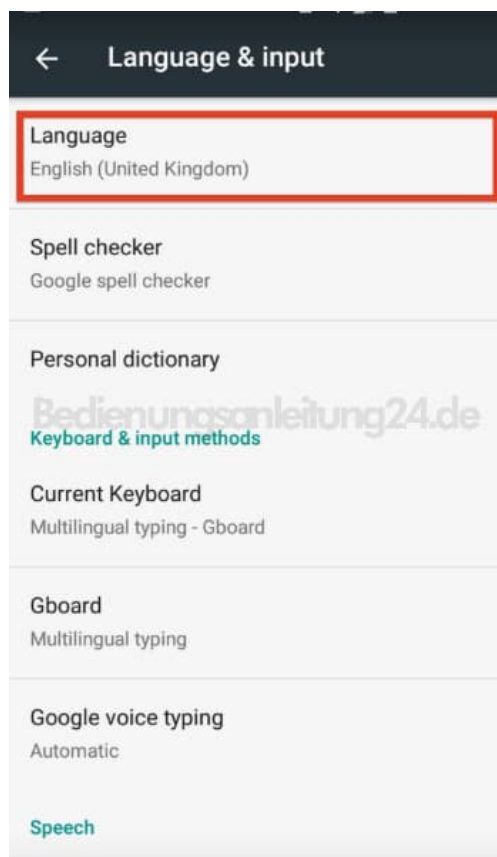 Language & input
Language
English (United Kingdom)
Spell checker
Google spell checker
Personal dictionary
Bedienungsanleitung24.de
Keyboard & input methods
Current Keyboard
Multilingual typing - Gboard
Gboard
Multilingual typing
Google voice typing
Automatic
Speech